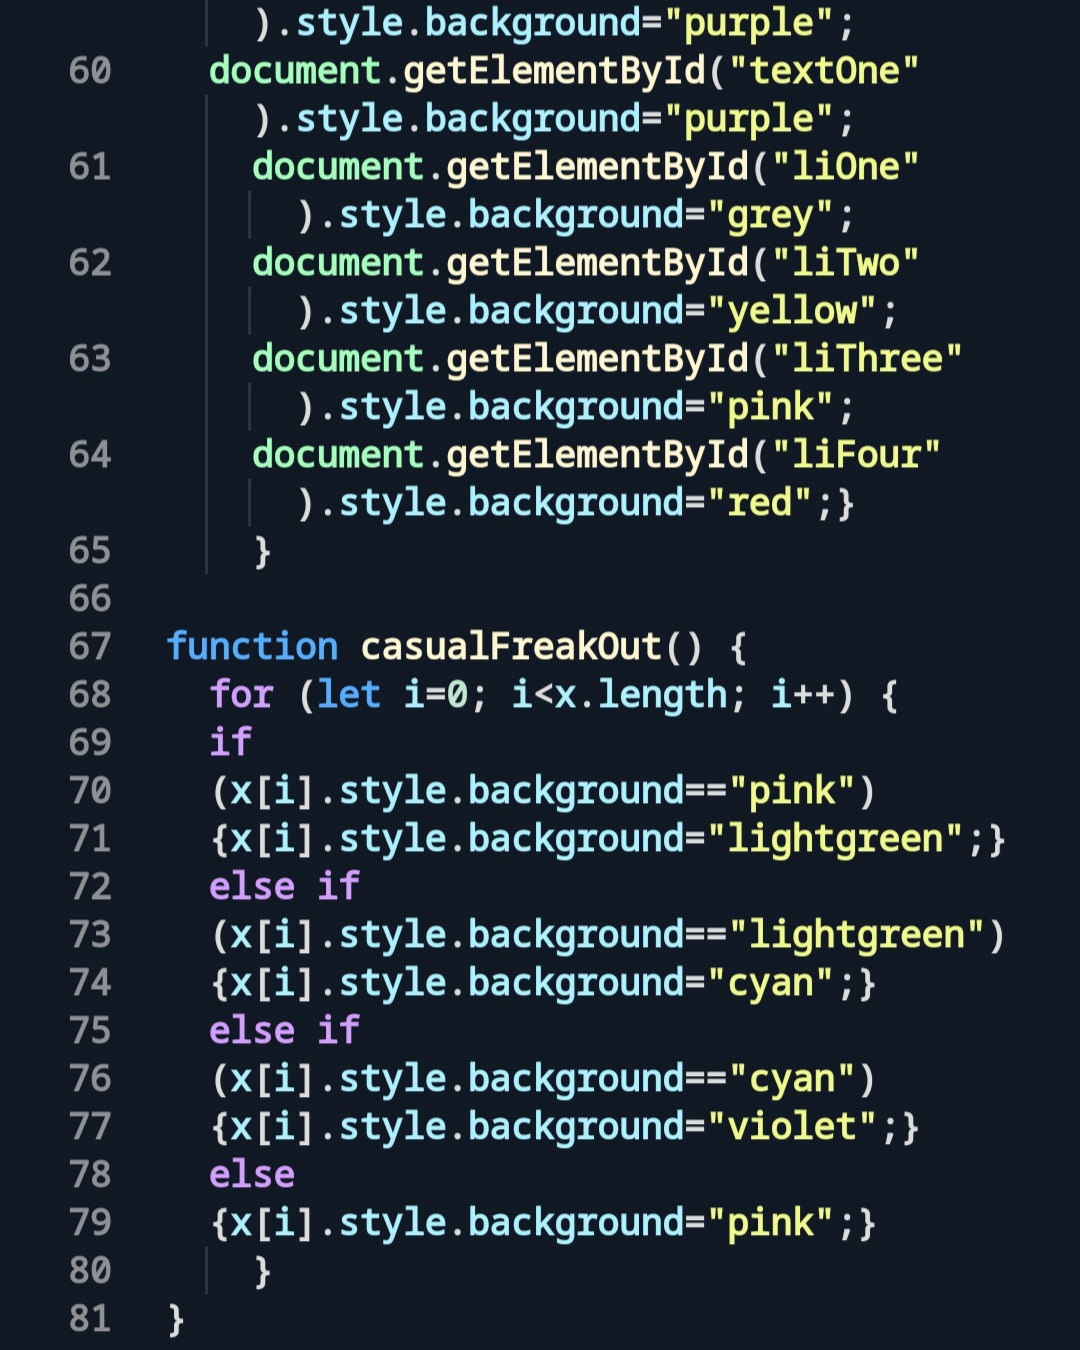 ).style.background="purple";
60 document.getElementById("textOne"
).style.background="purple";
61 document.getElementById("liOne"
).style.background="grey";
62 document.getElementById("liTwo"
).style.background="yellow";
63 document.getElementById("liThree"
).style.background="pink";
64 document.getElementById("liFour"
).style.background="red";}
65 }
66
67 function casualFreakOut() {
68 for (let i=0; i<x.length; i++) {
69 if
70 (x[i].style.background=="pink")
71 {x[i].style.background="lightgreen";}
72 else if
73 (x[i].style.background=="lightgreen")
74 {x[i].style.background="cyan";}
75 else if
76 (x[i].style.background=="cyan")
77 {x[i].style.background="violet";}
78 else
79 {x[i].style.background="pink";}
80 }
81 }